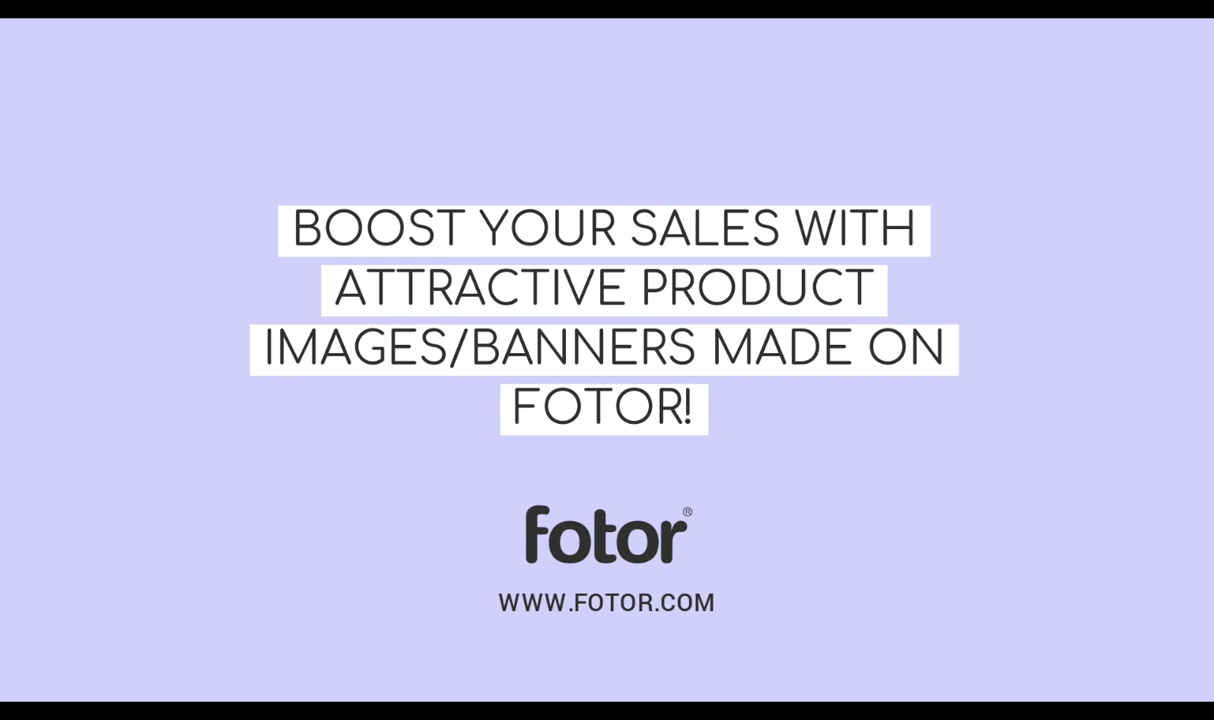 BOOST YOUR SALES WITH
ATTRACTIVE PRODUCT
IMAGES/BANNERS MADE ON
FOTOR!
fotor®
WWW.FOTOR.COM